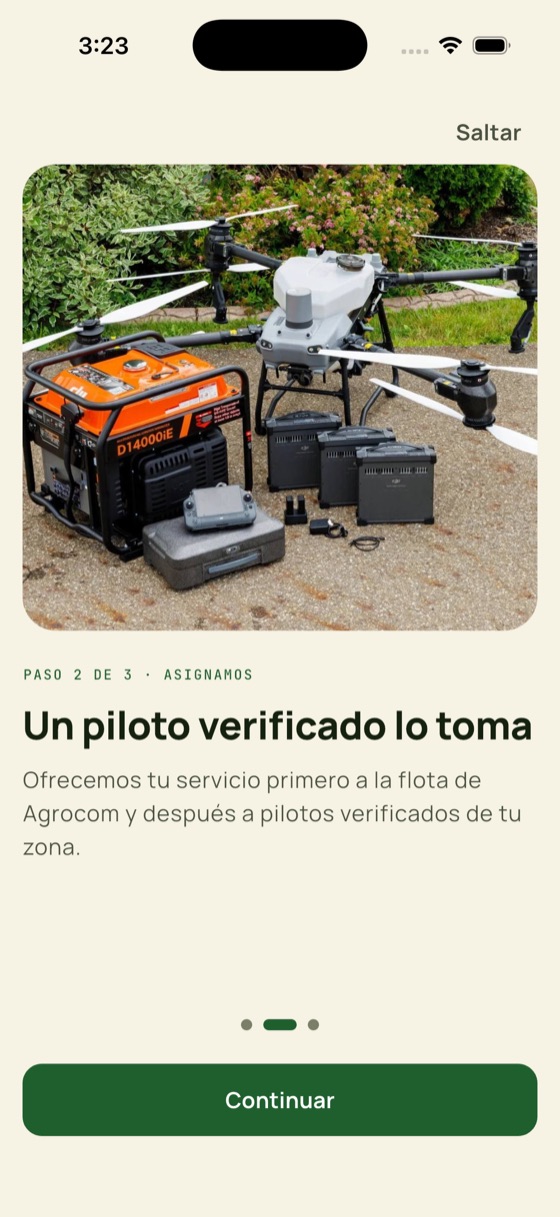 3:23
Saltar
D14000iE
PASO 2 DE 3 · ASIGNAMOS
Un piloto verificado lo toma
Ofrecemos tu servicio primero a la flota de
Agrocom y después a pilotos verificados de tu
zona.
Continuar